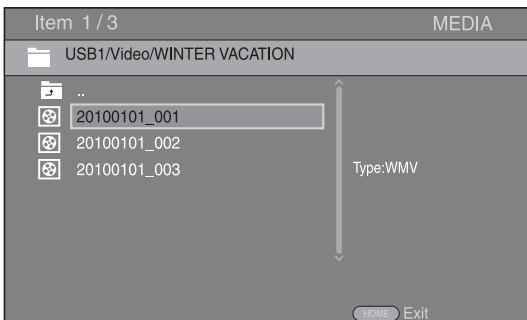 Item 1/3 MEDIA
USB1/Video/WINTER VACATION
..
20100101_001
20100101_002
20100101_003
Type:WMV
HOME Exit